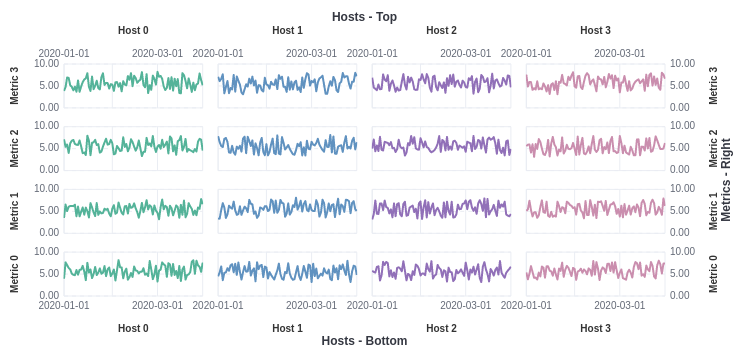 Hosts - Top
Host 0 Host 1 Host 2 Host 3
2020-01-01 2020-03-01 2020-01-01 2020-03-01 2020-01-01 2020-03-01 2020-01-01 2020-03-01
Metric 3 10.00 5.00 0.00 10.00 5.00 0.00 Metric 3
Metric 2 10.00 5.00 0.00 10.00 5.00 0.00 Metric 2
Metric 1 10.00 5.00 0.00 10.00 5.00 0.00 Metric 1
Metric 0 10.00 5.00 0.00 10.00 5.00 0.00 Metric 0
Metrics - Right
2020-01-01 2020-03-01 2020-01-01 2020-03-01 2020-01-01 2020-03-01 2020-01-01 2020-03-01
Host 0 Host 1 Host 2 Host 3
Hosts - Bottom